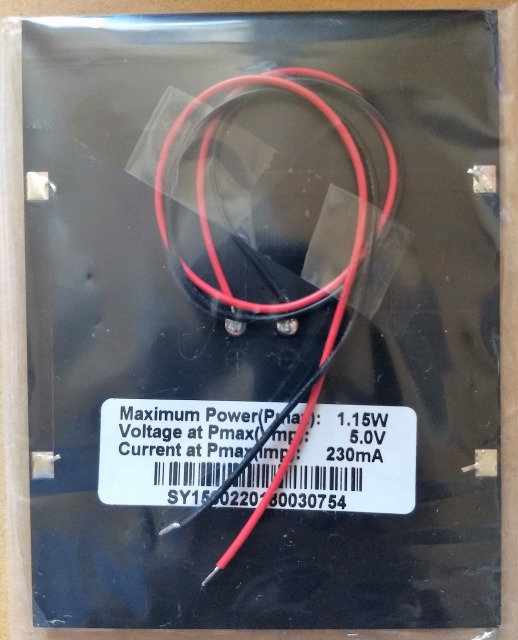 Maximum Power(Pmax): 1.15W
Voltage at Pmax(Vmp): 5.0V
Current at Pmax(Imp): 230mA